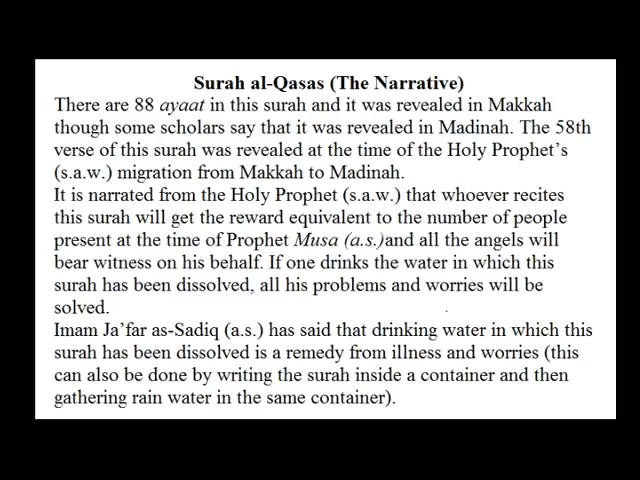 Surah al-Qasas (The Narrative)
There are 88 ayaat in this surah and it was revealed in Makkah
though some scholars say that it was revealed in Madinah. The 58th
verse of this surah was revealed at the time of the Holy Prophet’s
(s.a.w.) migration from Makkah to Madinah.
It is narrated from the Holy Prophet (s.a.w.) that whoever recites
this surah will get the reward equivalent to the number of people
present at the time of Prophet Musa (a.s.)and all the angels will
bear witness on his behalf. If one drinks the water in which this
surah has been dissolved, all his problems and worries will be
solved.
Imam Ja’far as-Sadiq (a.s.) has said that drinking water in which this
surah has been dissolved is a remedy from illness and worries (this
can also be done by writing the surah inside a container and then
gathering rain water in the same container).